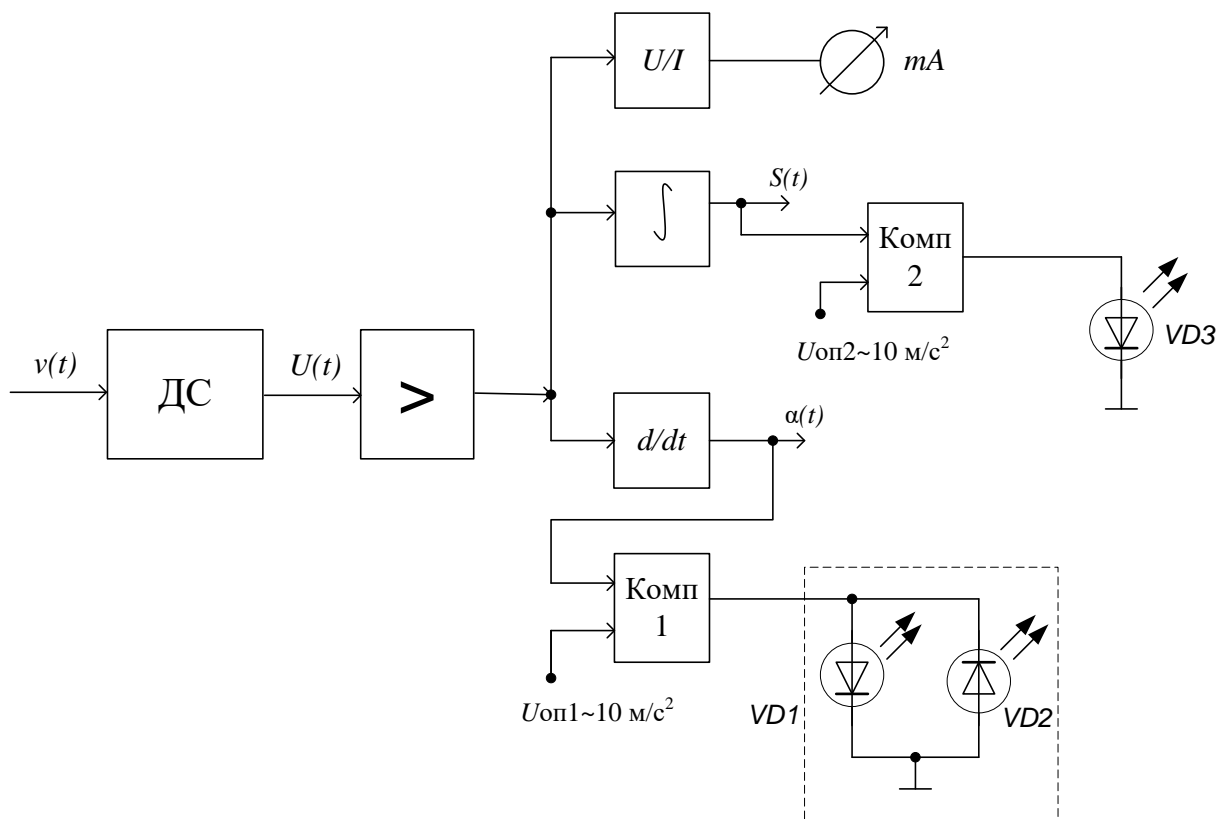 U/I
mA
∫
S(t)
Комп
2
Uоп2~10 м/с²
VD3
v(t)
ДС
U(t)
>
d/dt
α(t)
Комп
1
Uоп1~10 м/с²
VD1
VD2